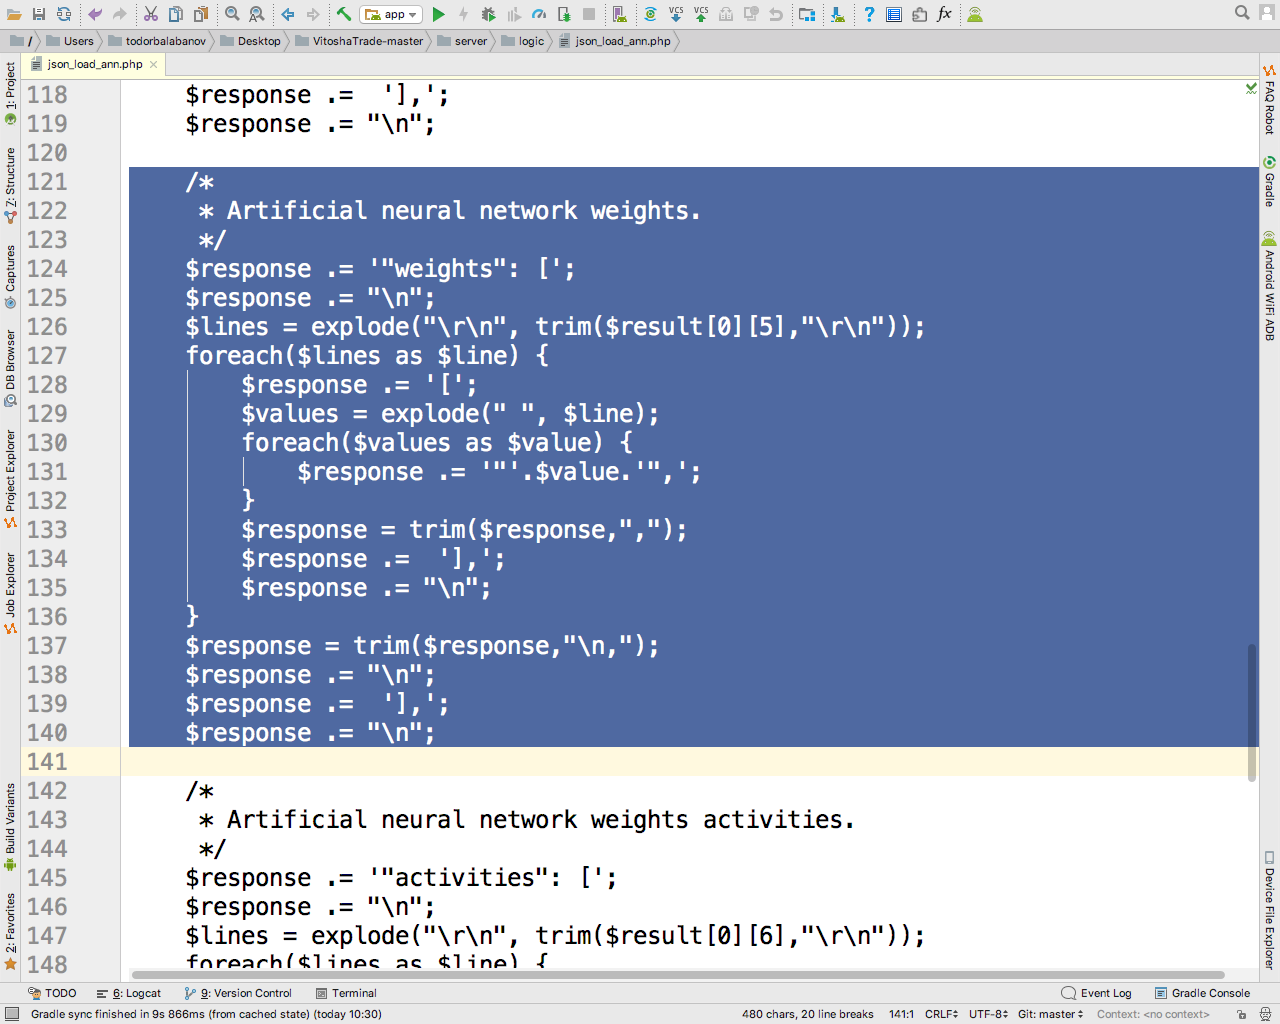 app
VCS VCS
/ Users todorbalabanov Desktop VitoshaTrade-master server logic json_load_ann.php
json_load_ann.php
1: Project
7: Structure
Captures
DB Browser
Project Explorer
Job Explorer
Build Variants
2: Favorites
118 $response .=  '],';
119 $response .= "\n";
120
121 /*
122  * Artificial neural network weights.
123  */
124 $response .= '"weights": [';
125 $response .= "\n";
126 $lines = explode("\r\n", trim($result[0][5],"\r\n"));
127 foreach($lines as $line) {
128     $response .= '[';
129     $values = explode(" ", $line);
130     foreach($values as $value) {
131         $response .= '"'.$value.'",';
132     }
133     $response = trim($response,",");
134     $response .=  '],';
135     $response .= "\n";
136 }
137 $response = trim($response,"\n,");
138 $response .= "\n";
139 $response .=  '],';
140 $response .= "\n";
141
142 /*
143  * Artificial neural network weights activities.
144  */
145 $response .= '"activities": [';
146 $response .= "\n";
147 $lines = explode("\r\n", trim($result[0][6],"\r\n"));
148 foreach($lines as $line) {
FAQ Robot
Gradle
Android WiFi ADB
Device File Explorer
TODO 6: Logcat 9: Version Control Terminal Event Log Gradle Console
Gradle sync finished in 9s 866ms (from cached state) (today 10:30) 480 chars, 20 line breaks 141:1 CRLF UTF-8 Git: master Context: <no context>